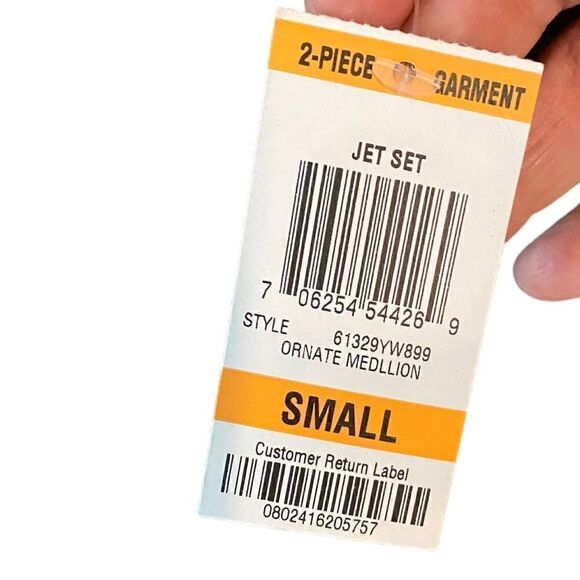 2-PIECE GARMENT
JET SET
7 06254 54426 9
STYLE 61329YW899
ORNATE MEDLLION
SMALL
Customer Return Label
0802416205757